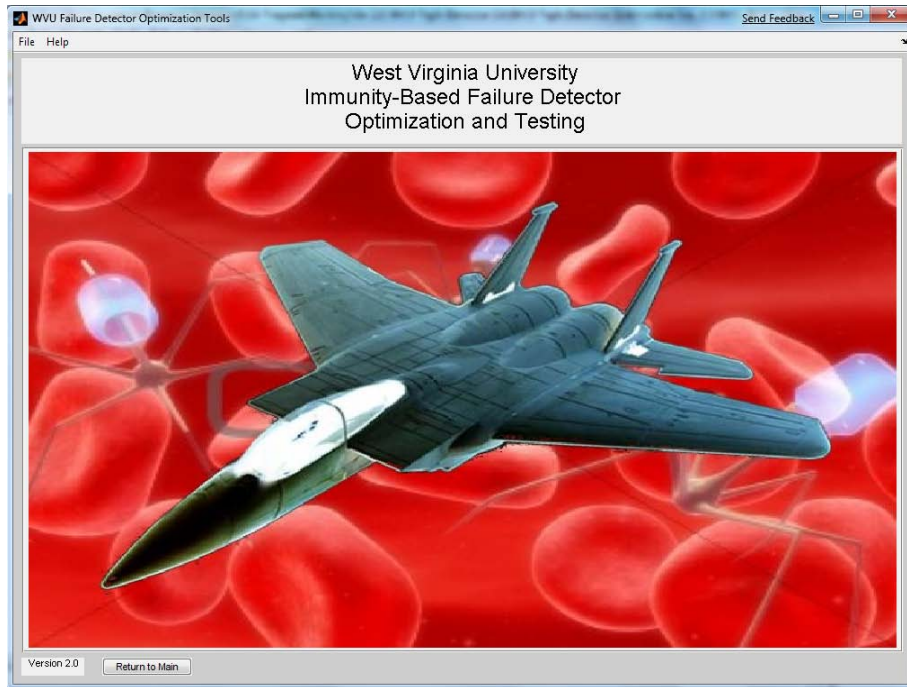 WVU Failure Detector Optimization Tools
Send Feedback
File Help
West Virginia University
Immunity-Based Failure Detector
Optimization and Testing
Version 2.0
Return to Main